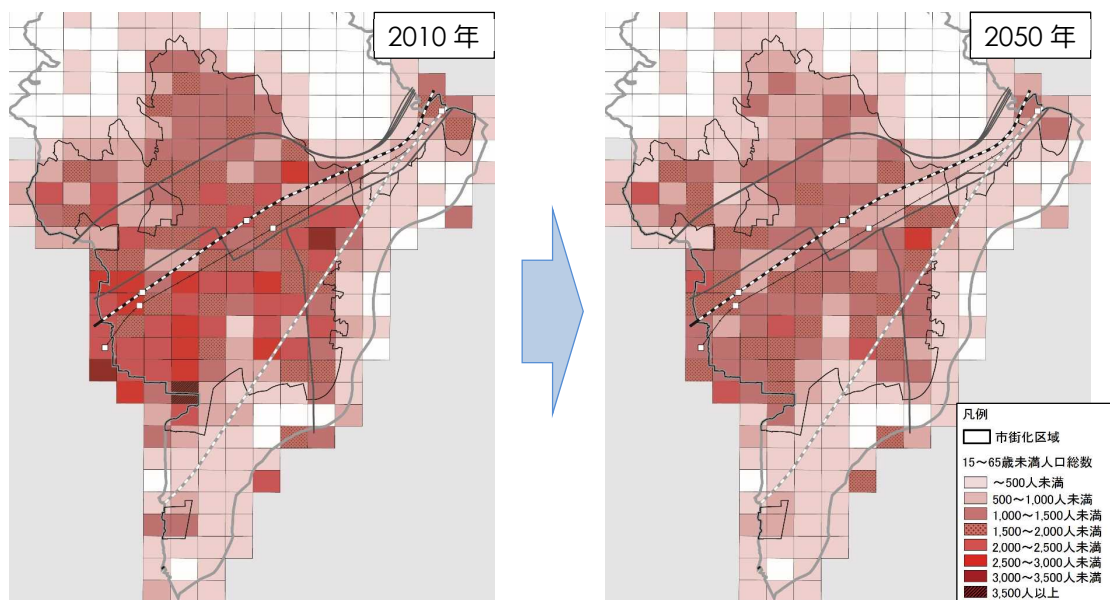 2010 年
2050 年
凡例
市街化区域
15～65歳未満人口総数
～500人未満
500～1,000人未満
1,000～1,500人未満
1,500～2,000人未満
2,000～2,500人未満
2,500～3,000人未満
3,000～3,500人未満
3,500人以上